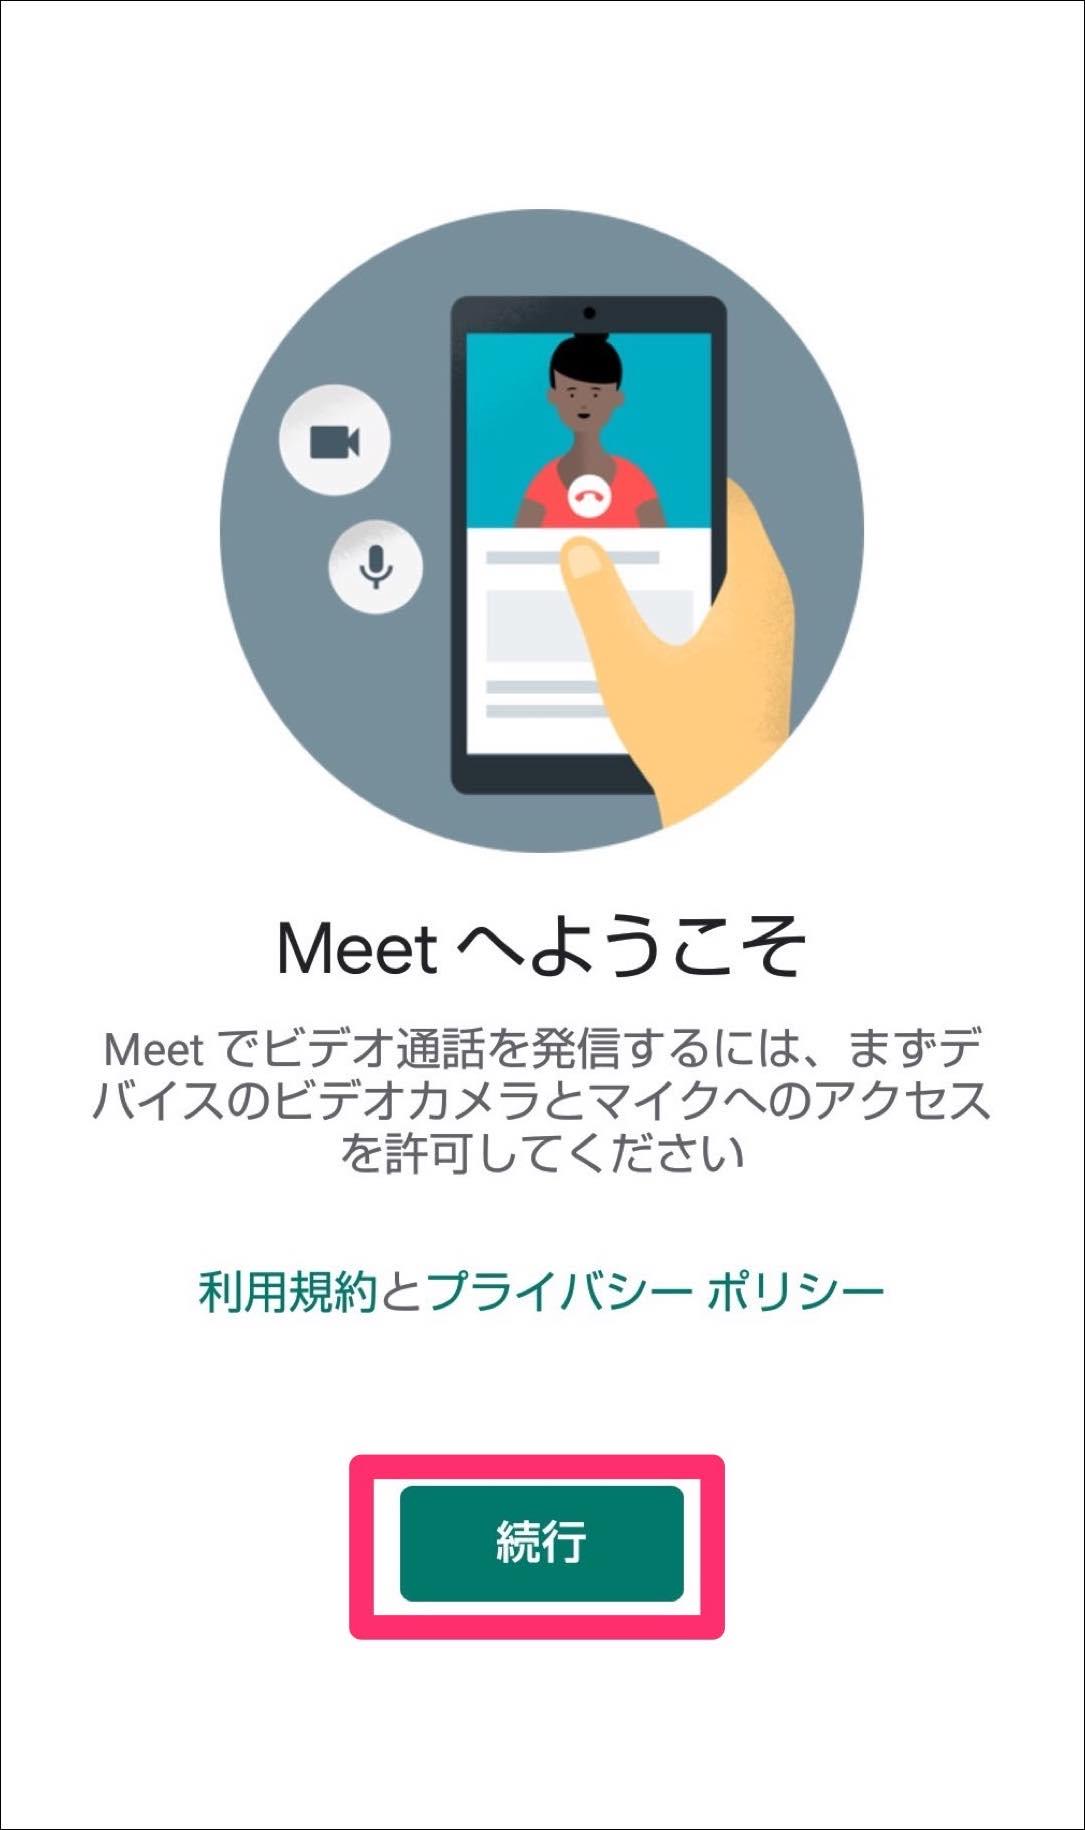 Meet へようこそ
Meet でビデオ通話を発信するには、まずデ
バイスのビデオカメラとマイクへのアクセス
を許可してください
利用規約とプライバシー ポリシー
続行